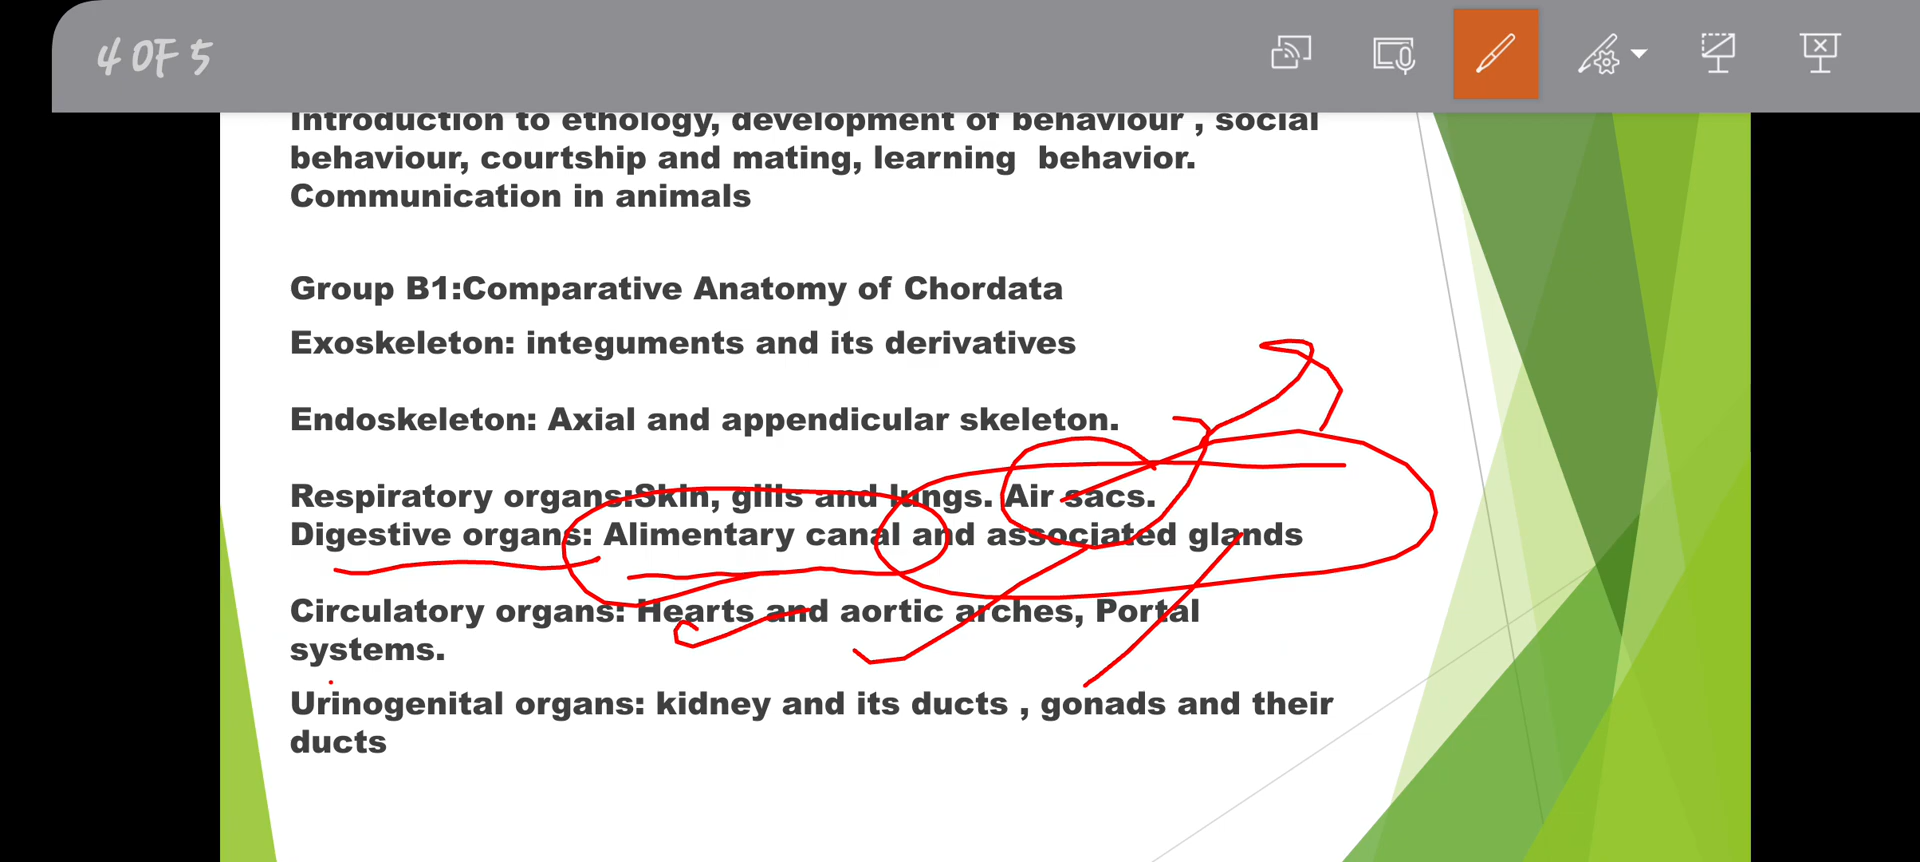 4 OF 5
Introduction to ethology, development of behaviour , social
behaviour, courtship and mating, learning  behavior.
Communication in animals
Group B1:Comparative Anatomy of Chordata
Exoskeleton: integuments and its derivatives
Endoskeleton: Axial and appendicular skeleton.
Respiratory organs:Skin, gills and lungs. Air sacs.
Digestive organs: Alimentary canal and associated glands
Circulatory organs: Hearts and aortic arches, Portal
systems.
Urinogenital organs: kidney and its ducts , gonads and their
ducts